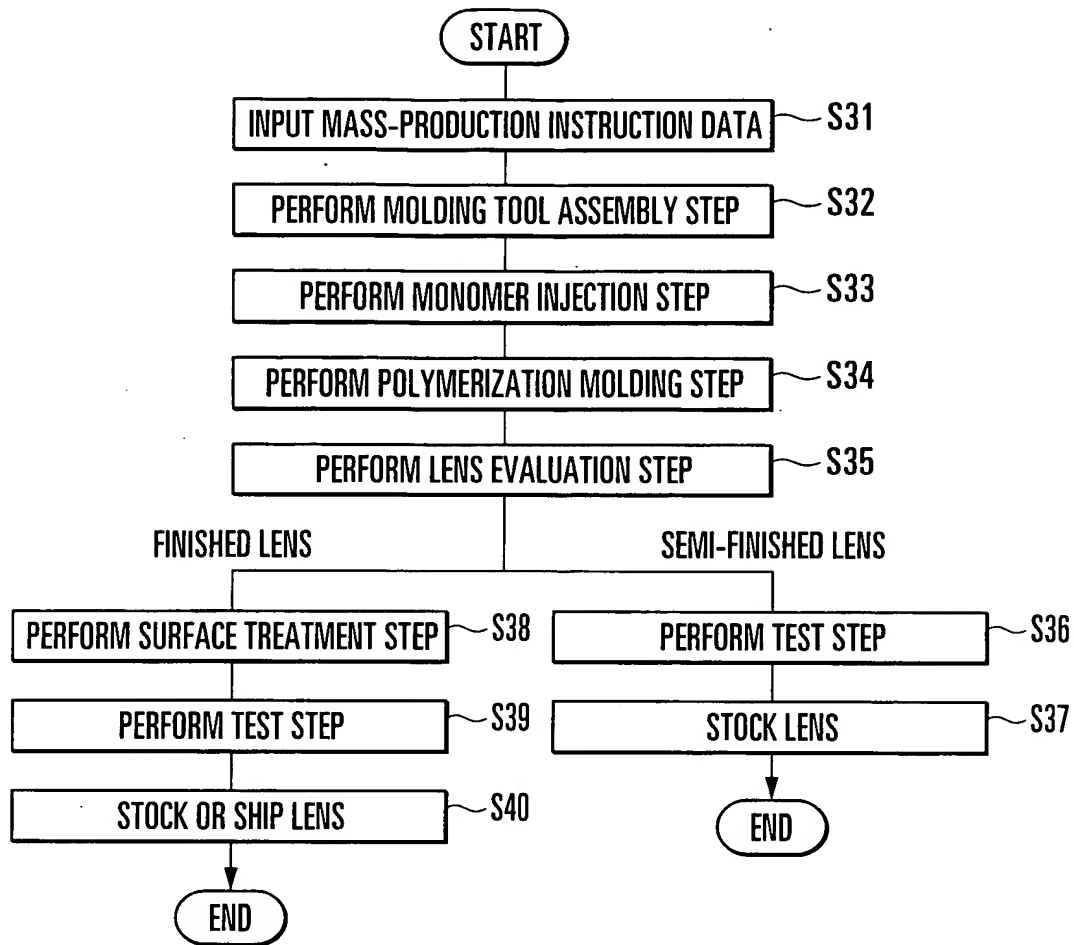 START
INPUT MASS-PRODUCTION INSTRUCTION DATA
S31
PERFORM MOLDING TOOL ASSEMBLY STEP
S32
PERFORM MONOMER INJECTION STEP
S33
PERFORM POLYMERIZATION MOLDING STEP
S34
PERFORM LENS EVALUATION STEP
S35
FINISHED LENS
SEMI-FINISHED LENS
PERFORM SURFACE TREATMENT STEP
S38
PERFORM TEST STEP
S36
PERFORM TEST STEP
S39
STOCK LENS
S37
STOCK OR SHIP LENS
S40
END
END